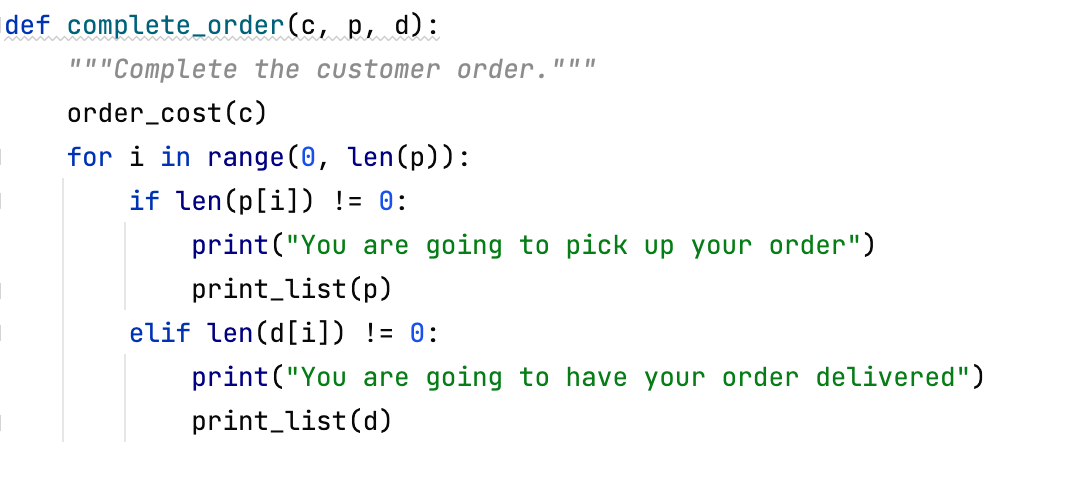 def complete_order(c, p, d):
    """Complete the customer order."""
    order_cost(c)
    for i in range(0, len(p)):
        if len(p[i]) != 0:
            print("You are going to pick up your order")
            print_list(p)
        elif len(d[i]) != 0:
            print("You are going to have your order delivered")
            print_list(d)